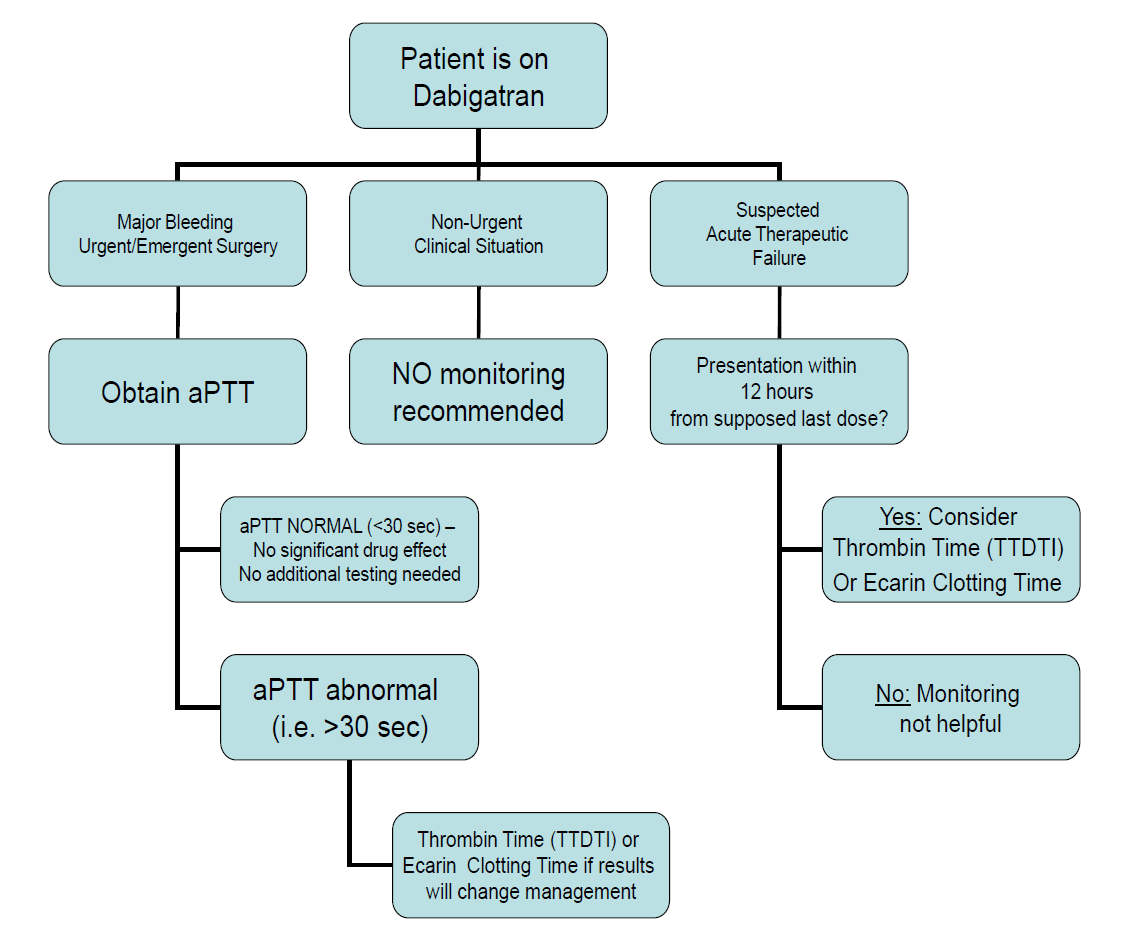 Patient is on
Dabigatran
Major Bleeding
Urgent/Emergent Surgery
Non-Urgent
Clinical Situation
Suspected
Acute Therapeutic
Failure
Obtain aPTT
NO monitoring
recommended
Presentation within
12 hours
from supposed last dose?
aPTT NORMAL (<30 sec) –
No significant drug effect
No additional testing needed
Yes: Consider
Thrombin Time (TTDTI)
Or Ecarin Clotting Time
aPTT abnormal
(i.e. >30 sec)
No: Monitoring
not helpful
Thrombin Time (TTDTI) or
Ecarin Clotting Time if results
will change management